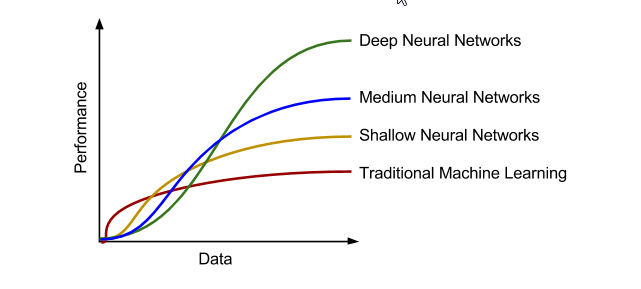 Deep Neural Networks
Medium Neural Networks
Shallow Neural Networks
Traditional Machine Learning
Performance
Data